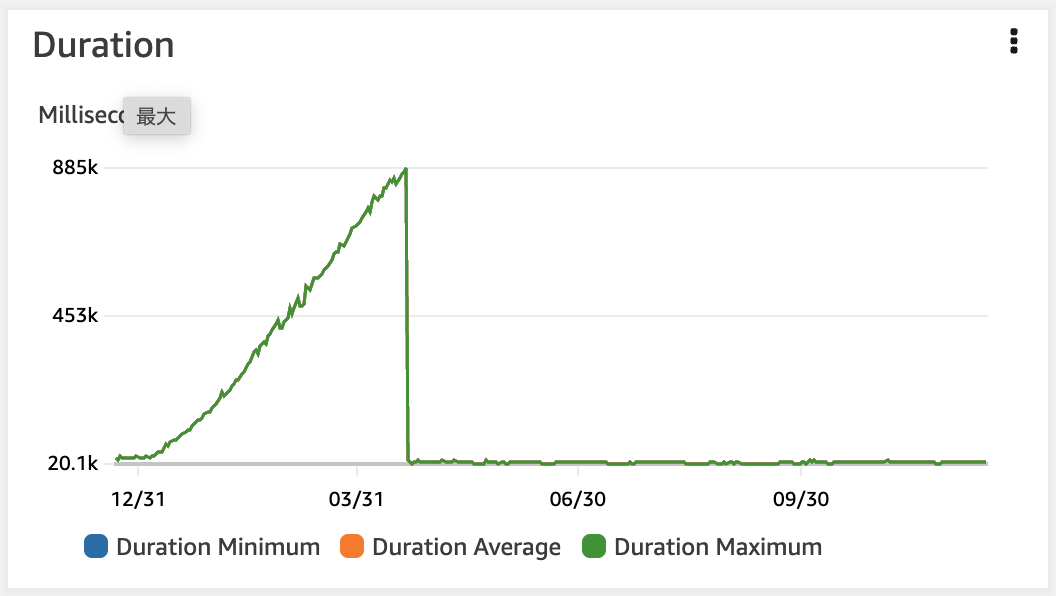 Duration
Millisec
最大
885k
453k
20.1k
12/31
03/31
06/30
09/30
Duration Minimum
Duration Average
Duration Maximum